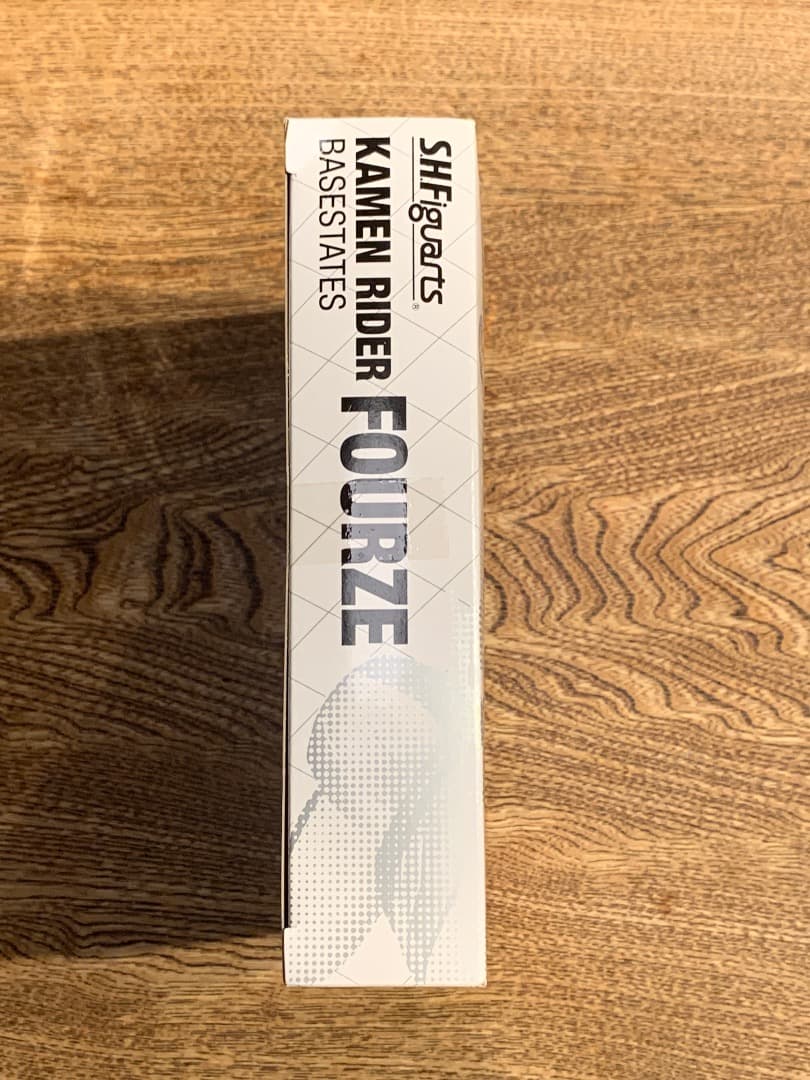 S.H.Figuarts®
KAMEN RIDER FOURZE
BASESTATES